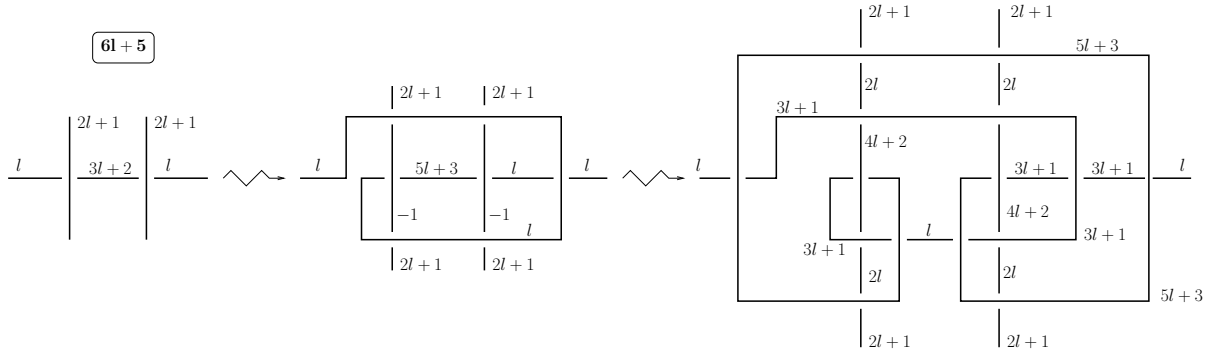 6l + 5
2l + 1 2l + 1
l 3l + 2 l
2l + 1 2l + 1
l 5l + 3 l l
−1 −1
l
2l + 1 2l + 1
2l + 1 2l + 1
5l + 3
2l 2l
3l + 1
4l + 2
l 3l + 1 3l + 1 l
4l + 2
l
3l + 1 3l + 1
2l 2l
5l + 3
2l + 1 2l + 1